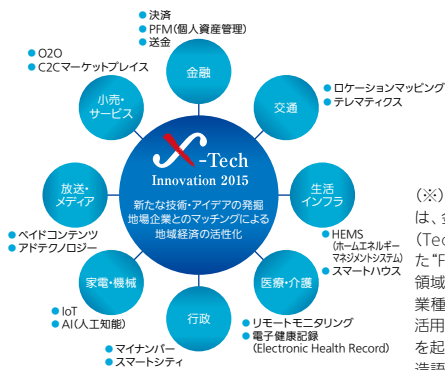 ●決済
●PFM(個人資産管理)
●送金
金融
●O2O
●C2Cマーケットプレイス
小売・
サービス
交通
●ロケーションマッピング
●テレマティクス
X-Tech
Innovation 2015
新たな技術・アイデアの発掘
地場企業とのマッチングによる
地域経済の活性化
放送・
メディア
●ペイドコンテンツ
●アドテクノロジー
生活
インフラ
●HEMS
(ホームエネルギー
マネジメントシステム)
●スマートハウス
家電・機械
●IoT
●AI(人工知能)
医療・介護
●リモートモニタリング
●電子健康記録
(Electronic Health Record)
行政
●マイナンバー
●スマートシティ
(※)
は、金
(Tec
た“F
領域
業種
活用
を起
造語